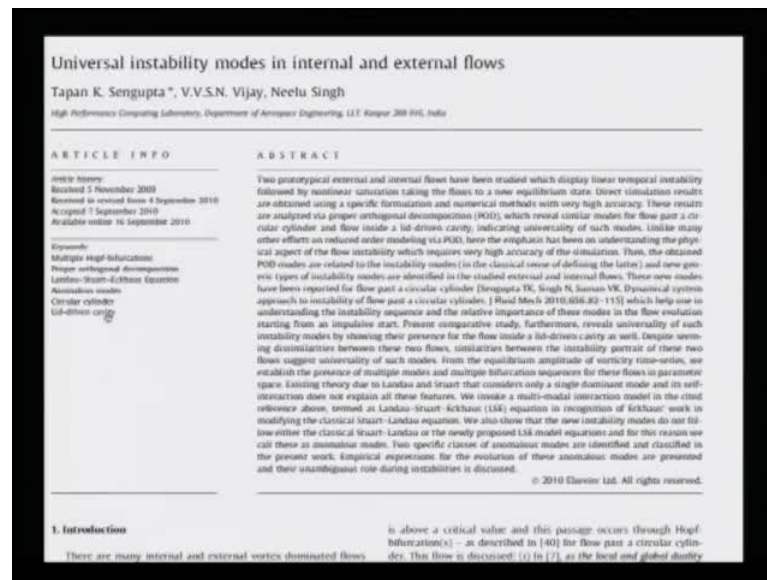 Universal instability modes in internal and external flows
Tapan K. Sengupta*, V.V.S.N. Vijay, Neelu Singh
High Performance Computing Laboratory, Department of Aerospace Engineering, I.I.T. Kanpur 208 016, India
ARTICLE INFO
Article history:
Received 5 November 2009
Received in revised form 4 September 2010
Accepted 7 September 2010
Available online 16 September 2010
Keywords:
Multiple Hopf-bifurcations
Proper orthogonal decomposition
Landau–Stuart–Eckhaus Equation
Anomalous modes
Circular cylinder
Lid-driven cavity
ABSTRACT
Two prototypical external and internal flows have been studied which display linear temporal instability
followed by nonlinear saturation taking the flows to a new equilibrium state. Direct simulation results
are obtained using a specific formulation and numerical methods with very high accuracy. These results
are analyzed via proper orthogonal decomposition (POD), which reveal similar modes for flow past a cir-
cular cylinder and flow inside a lid-driven cavity, indicating universality of such modes. Unlike many
other efforts on reduced order modeling via POD, here the emphasis has been on understanding the phys-
ical aspect of the flow instability which requires very high accuracy of the simulation. Then, the obtained
POD modes are related to the instability modes (in the classical sense of defining the latter) and new gen-
eric types of instability modes are identified in the studied external and internal flows. These new modes
have been reported for flow past a circular cylinder [Sengupta TK, Singh N, Suman VK. Dynamical system
approach to instability of flow past a circular cylinder. J Fluid Mech 2010;656:82–115] which help one in
understanding the instability sequence and the relative importance of these modes in the flow evolution
starting from an impulsive start. Present comparative study, furthermore, reveals universality of such
instability modes by showing their presence for the flow inside a lid-driven cavity as well. Despite seem-
ing dissimilarities between these two flows, similarities between the instability portrait of these two
flows suggest universality of such modes. From the equilibrium amplitude of vorticity time-series, we
establish the presence of multiple modes and multiple bifurcation sequences for these flows in parameter
space. Existing theory due to Landau and Stuart that considers only a single dominant mode and its self-
interaction does not explain all these features. We invoke a multi-modal interaction model in the cited
reference above, termed as Landau–Stuart–Eckhaus (LSE) equation in recognition of Eckhaus' work in
modifying the classical Stuart–Landau equation. We also show that the new instability modes do not fol-
low either the classical Stuart–Landau or the newly proposed LSE model equations and for this reason we
call these as anomalous modes. Two specific classes of anomalous modes are identified and classified in
the present work. Empirical expressions for the evolution of these anomalous modes are presented
and their unambiguous role during instabilities is discussed.
© 2010 Elsevier Ltd. All rights reserved.
1. Introduction
There are many internal and external vortex dominated flows
is above a critical value and this passage occurs through Hopf-
bifurcation(s) – as described in [40] for flow past a circular cylin-
der. This flow is discussed: (i) In [7], as the local and global duality